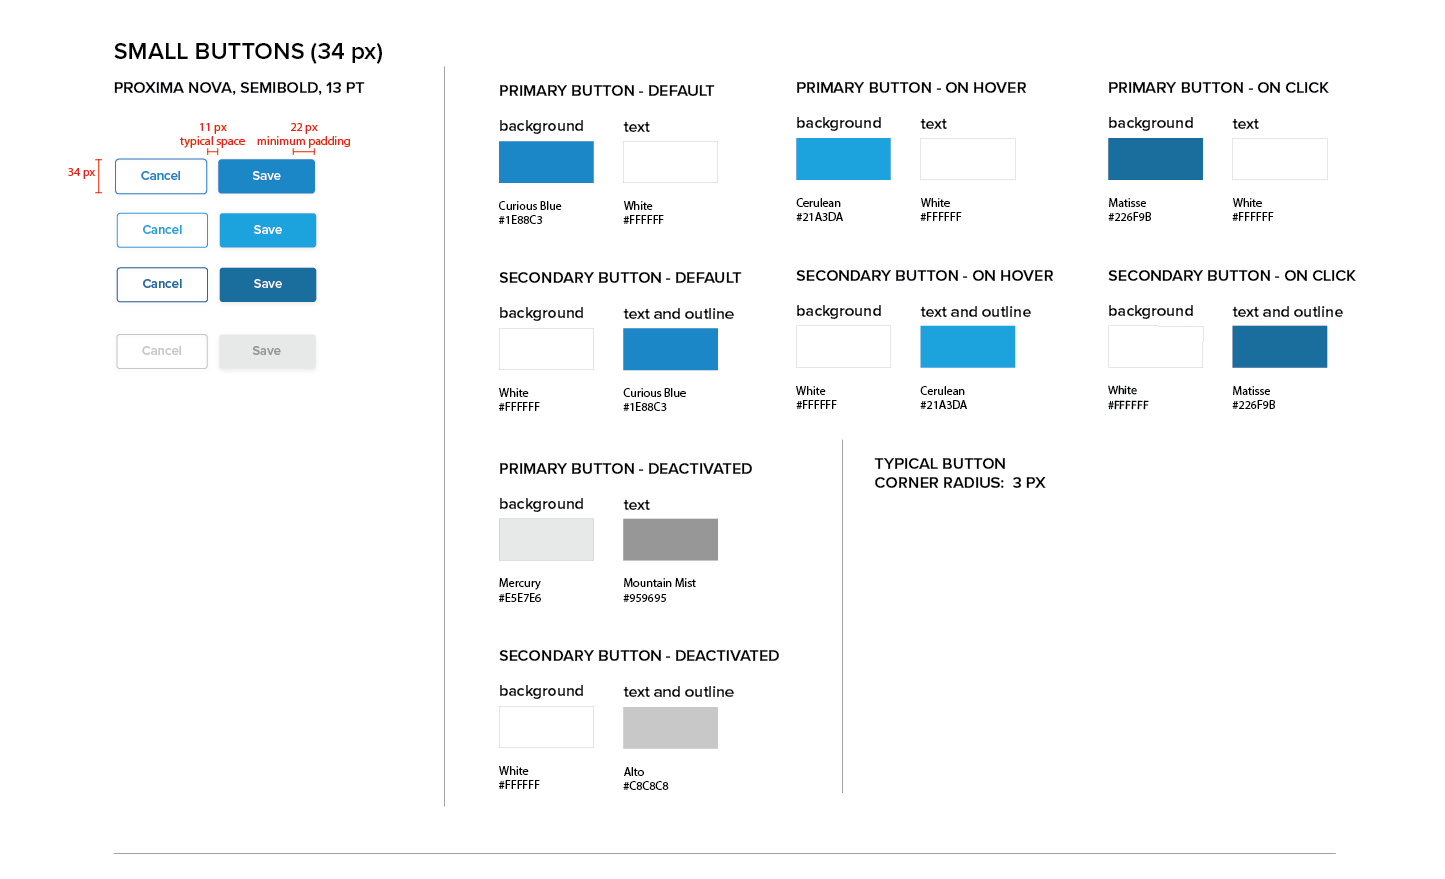 SMALL BUTTONS (34 px)
PROXIMA NOVA, SEMIBOLD, 13 PT
11 px
typical space
22 px
minimum padding
34 px
Cancel
Save
Cancel
Save
Cancel
Save
Cancel
Save
PRIMARY BUTTON - DEFAULT
background
text
Curious Blue
#1E88C3
White
#FFFFFF
PRIMARY BUTTON - ON HOVER
background
text
Cerulean
#21A3DA
White
#FFFFFF
PRIMARY BUTTON - ON CLICK
background
text
Matisse
#226F9B
White
#FFFFFF
SECONDARY BUTTON - DEFAULT
background
text and outline
White
#FFFFFF
Curious Blue
#1E88C3
SECONDARY BUTTON - ON HOVER
background
text and outline
White
#FFFFFF
Cerulean
#21A3DA
SECONDARY BUTTON - ON CLICK
background
text and outline
White
#FFFFFF
Matisse
#226F9B
PRIMARY BUTTON - DEACTIVATED
background
text
Mercury
#E5E7E6
Mountain Mist
#959695
TYPICAL BUTTON
CORNER RADIUS:  3 PX
SECONDARY BUTTON - DEACTIVATED
background
text and outline
White
#FFFFFF
Alto
#C8C8C8